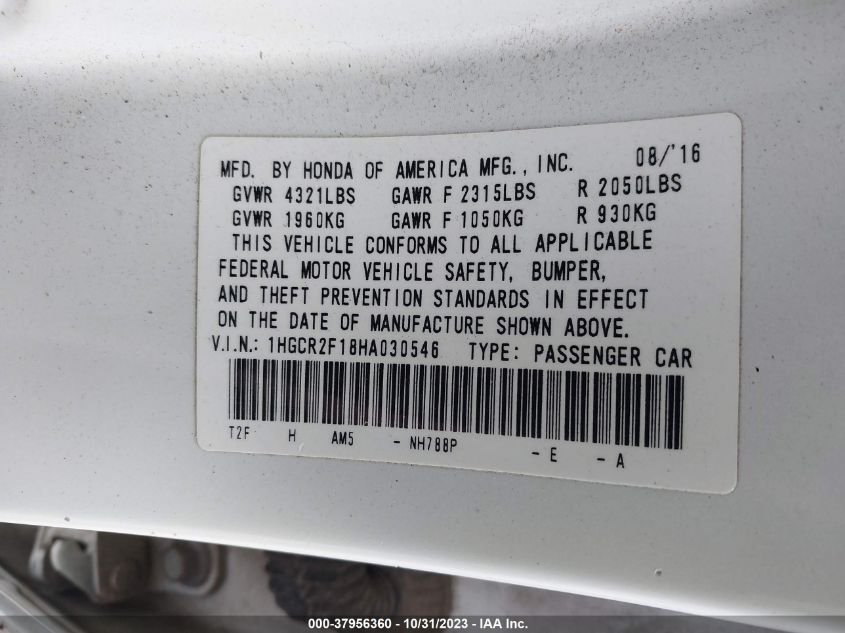 MFD. BY HONDA OF AMERICA MFG., INC. 08/'16
GVWR 4321LBS GAWR F 2315LBS R 2050LBS
GVWR 1960KG GAWR F 1050KG R 930KG
THIS VEHICLE CONFORMS TO ALL APPLICABLE
FEDERAL MOTOR VEHICLE SAFETY, BUMPER,
AND THEFT PREVENTION STANDARDS IN EFFECT
ON THE DATE OF MANUFACTURE SHOWN ABOVE.
V.I.N.: 1HGCR2F18HA030546 TYPE: PASSENGER CAR
T2F H AM5 - NH788P - E - A
000-37956360 - 10/31/2023 - IAA Inc.